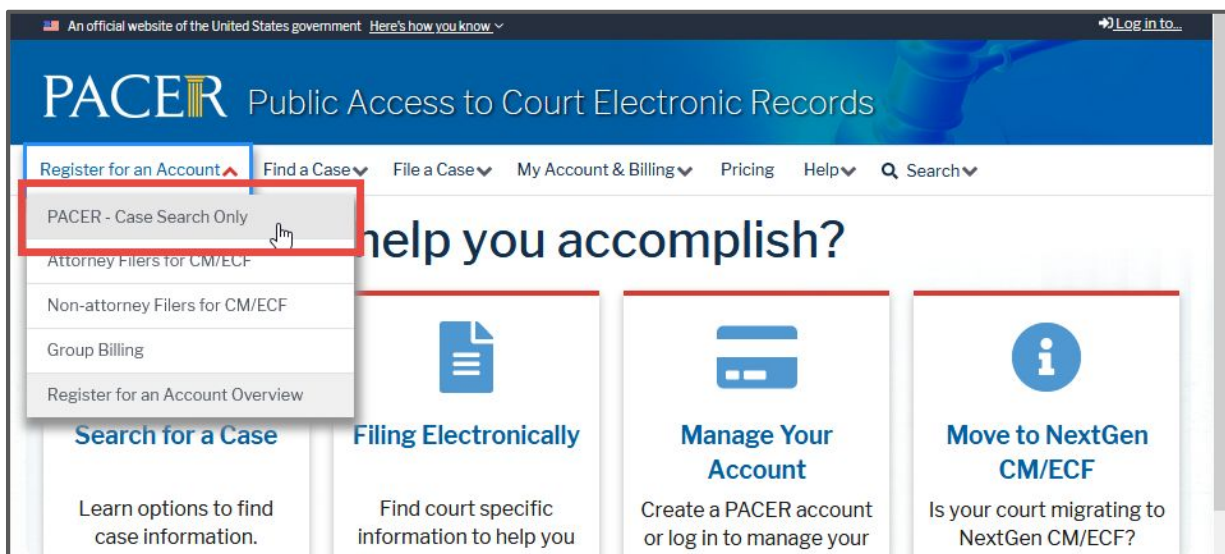 An official website of the United States government Here's how you know
Log in to...
PACER Public Access to Court Electronic Records
Register for an Account Find a Case File a Case My Account & Billing Pricing Help Search
PACER - Case Search Only
Attorney Filers for CM/ECF
Non-attorney Filers for CM/ECF
Group Billing
Register for an Account Overview
help you accomplish?
Search for a Case
Learn options to find
case information.
Filing Electronically
Find court specific
information to help you
Manage Your
Account
Create a PACER account
or log in to manage your
Move to NextGen
CM/ECF
Is your court migrating to
NextGen CM/ECF?